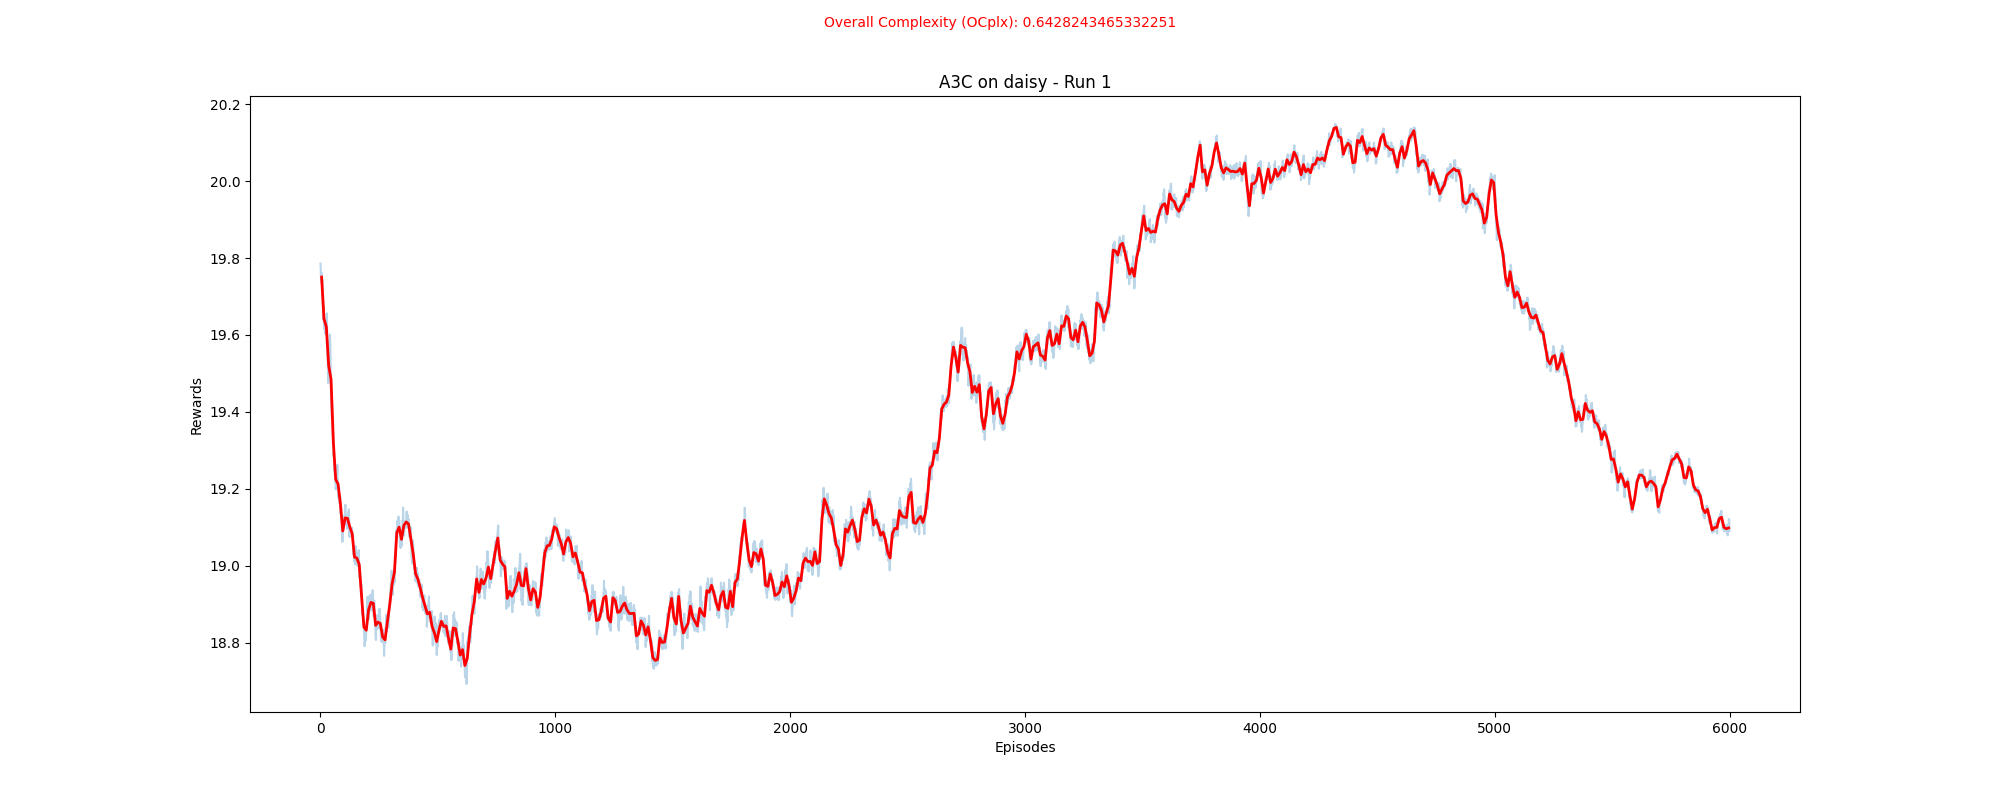 Overall Complexity (OCplx): 0.6428243465332251
A3C on daisy - Run 1
20.2
20.0
19.8
19.6
19.4
19.2
19.0
18.8
Rewards
0 1000 2000 3000 4000 5000 6000
Episodes